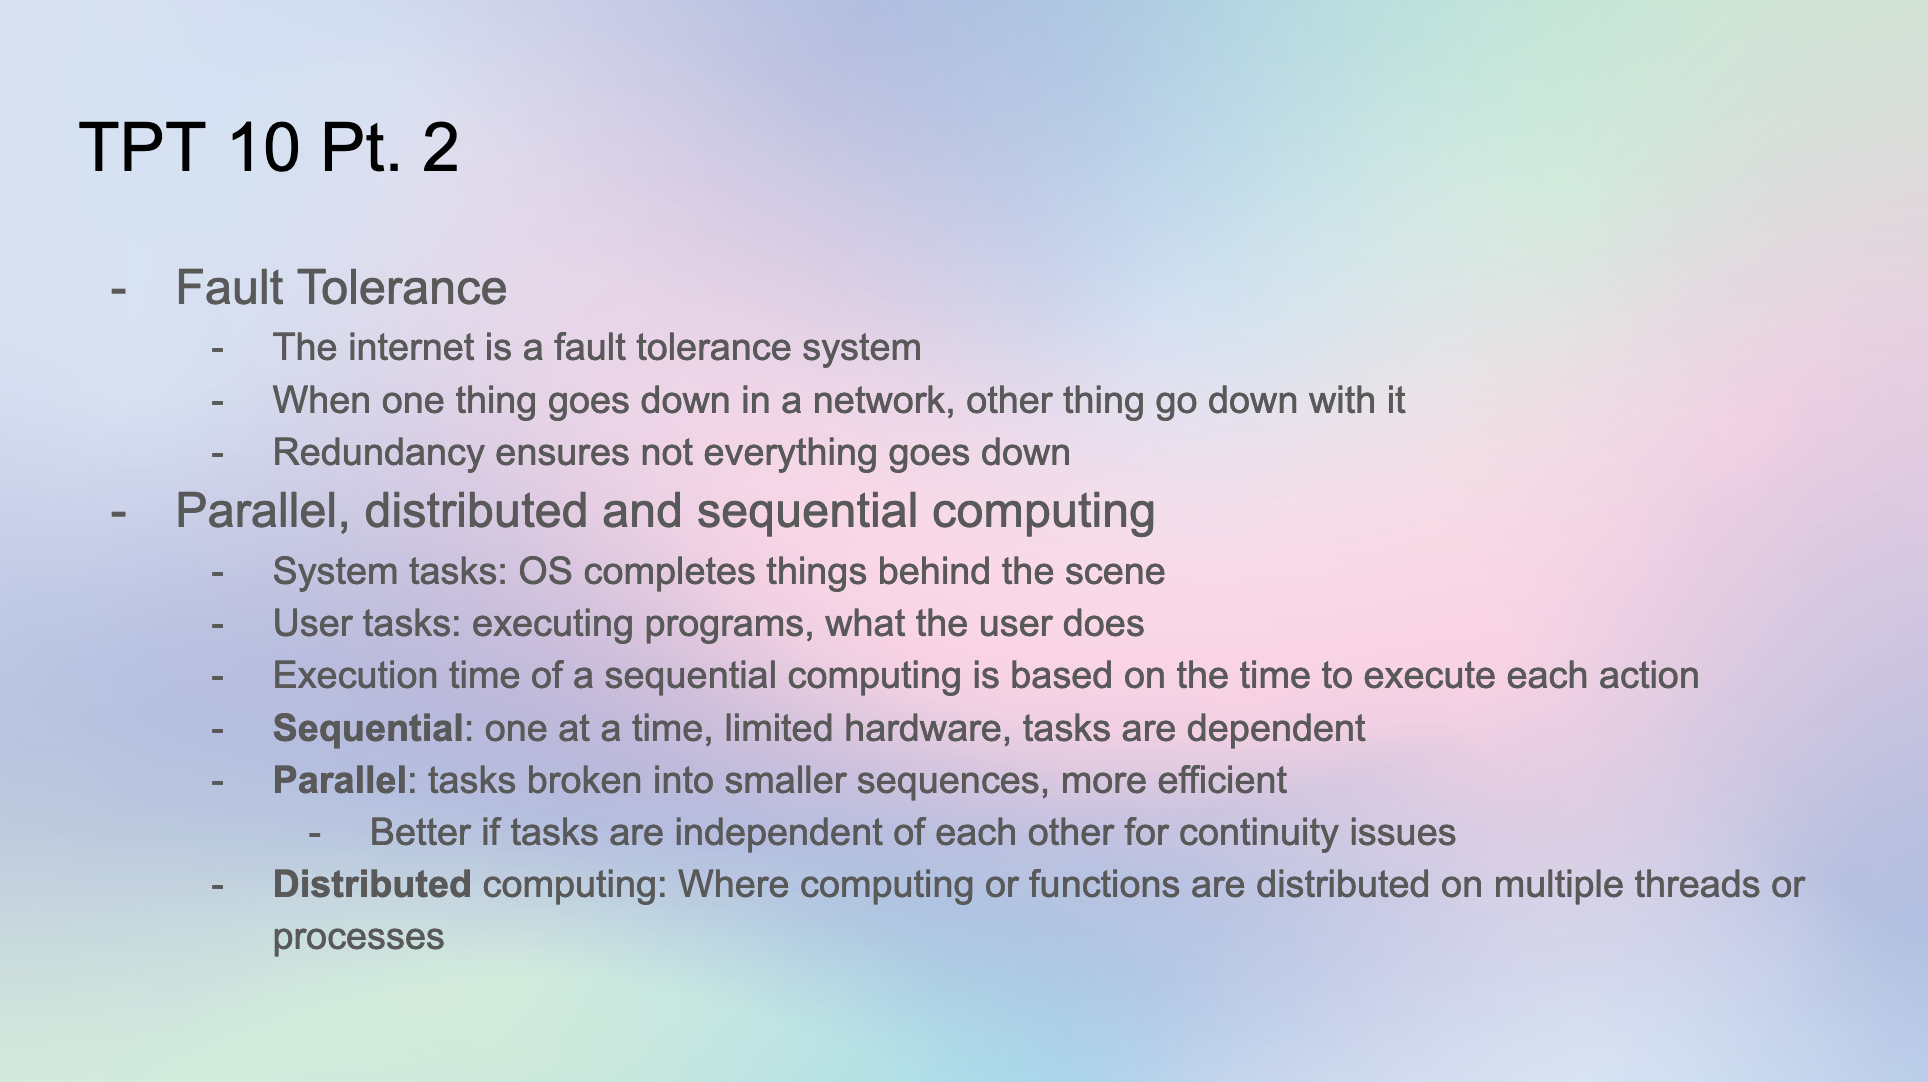 TPT 10 Pt. 2
- Fault Tolerance
- The internet is a fault tolerance system
- When one thing goes down in a network, other thing go down with it
- Redundancy ensures not everything goes down
- Parallel, distributed and sequential computing
- System tasks: OS completes things behind the scene
- User tasks: executing programs, what the user does
- Execution time of a sequential computing is based on the time to execute each action
- Sequential: one at a time, limited hardware, tasks are dependent
- Parallel: tasks broken into smaller sequences, more efficient
- Better if tasks are independent of each other for continuity issues
- Distributed computing: Where computing or functions are distributed on multiple threads or
processes